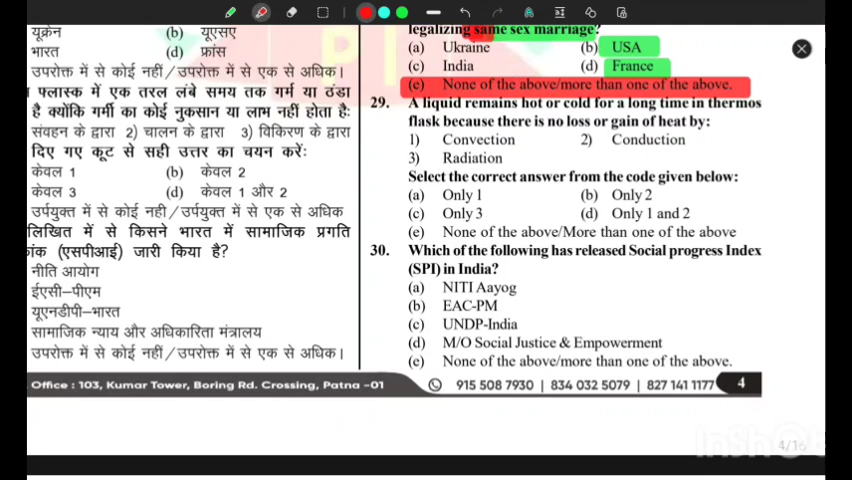 यूक्रेन (b) यूएसए
भारत (d) फ्रांस
उपरोक्त में से कोई नहीं/उपरोक्त में से एक से अधिक।
फ्लास्क में एक तरल लंबे समय तक गर्म या ठंडा
है क्योंकि गर्मी का कोई नुकसान या लाभ नहीं होता हैः
संवहन के द्वारा 2) चालन के द्वारा 3) विकिरण के द्वारा
दिए गए कूट से सही उत्तर का चयन करेंः
केवल 1 (b) केवल 2
केवल 3 (d) केवल 1 और 2
उर्पयुक्त में से कोई नही/उर्पयुक्त में से एक से अधिक
लिखित में से किसने भारत में सामाजिक प्रगति
कांक (एसपीआई) जारी किया है?
नीति आयोग
ईएसी–पीएम
यूएनडीपी–भारत
सामाजिक न्याय और अधिकारिता मंत्रालय
उपरोक्त में से कोई नहीं/उपरोक्त में से एक से अधिक।
legalizing same sex marriage?
(a) Ukraine (b) USA
(c) India (d) France
(e) None of the above/more than one of the above.
29. A liquid remains hot or cold for a long time in thermos
flask because there is no loss or gain of heat by:
1) Convection 2) Conduction
3) Radiation
Select the correct answer from the code given below:
(a) Only 1 (b) Only 2
(c) Only 3 (d) Only 1 and 2
(e) None of the above/More than one of the above
30. Which of the following has released Social progress Index
(SPI) in India?
(a) NITI Aayog
(b) EAC-PM
(c) UNDP-India
(d) M/O Social Justice & Empowerment
(e) None of the above/more than one of the above.
Office : 103, Kumar Tower, Boring Rd. Crossing, Patna -01
915 508 7930 | 834 032 5079 | 827 141 1177 4
4/16